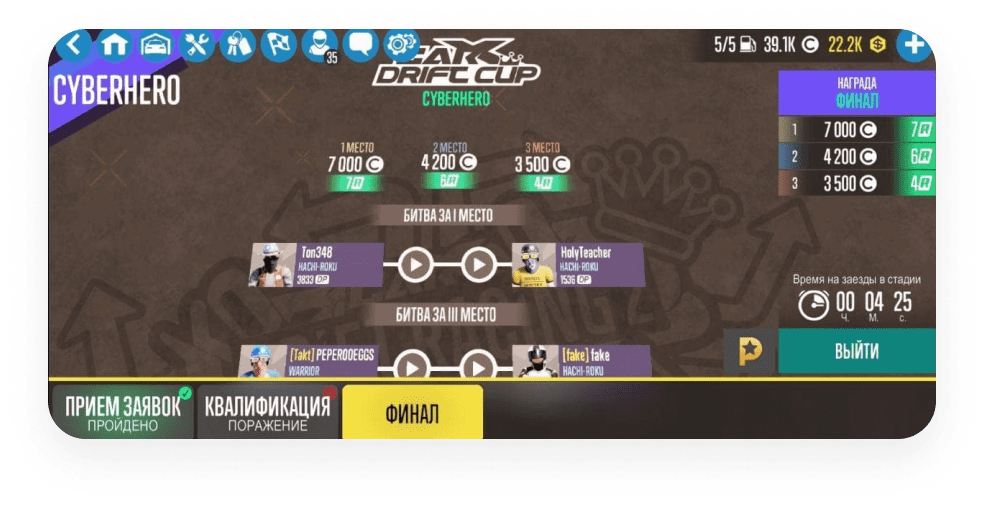 35
5/5 39.1K C 22.2K
CYBERHERO
DRIFT CUP
CYBERHERO
НАГРАДА
ФИНАЛ
1 7 000 C 7
2 4 200 C 6
3 3 500 C 4
1 МЕСТО 2 МЕСТО 3 МЕСТО
7 000 C 4 200 C 3 500 C
7 6 4
БИТВА ЗА I МЕСТО
Ton348 HolyTeacher
HACHI-ROKU HACHI-ROKU
3833 DP 1536 DP
БИТВА ЗА III МЕСТО
[Takt] PEPERODEGGS [fake] fake
WARRIOR HACHI-ROKU
Время на заезды в стадии
00 04 25
Ч. М. с.
ВЫЙТИ
ПРИЕМ ЗАЯВОК КВАЛИФИКАЦИЯ ФИНАЛ
ПРОЙДЕНО ПОРАЖЕНИЕ